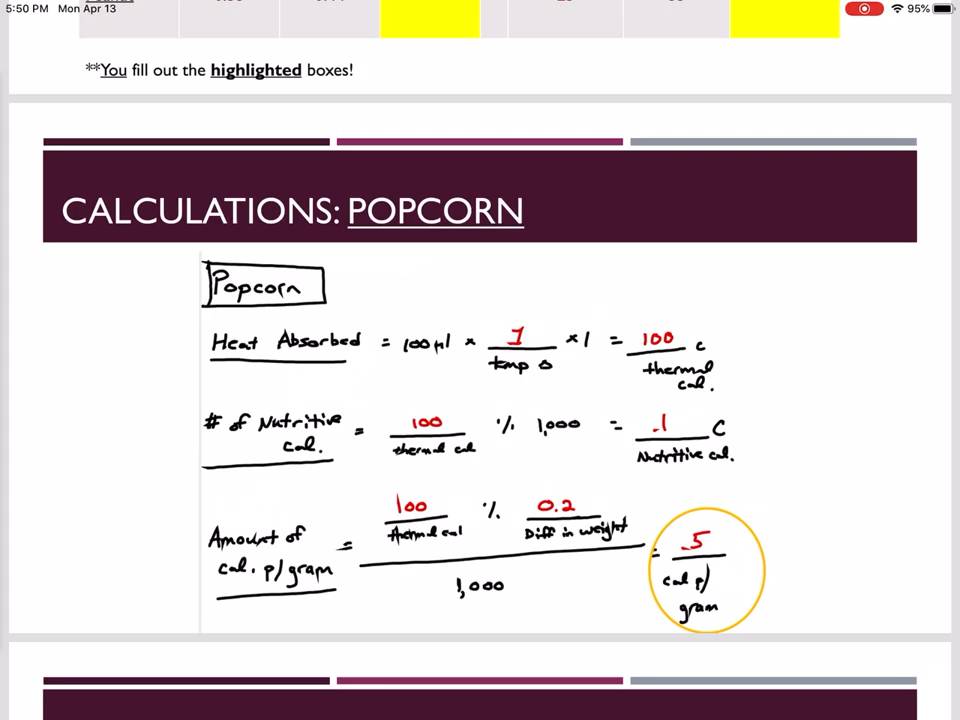 5:50 PM Mon Apr 13
95%
**You fill out the highlighted boxes!
CALCULATIONS: POPCORN
Popcorn
Heat Absorbed = 100 ml × 1 × 1 = 100 c
temp Δ
thermal
cal.
# of Nutritive
cal. = 100 % 1,000 = .1 C
thermal cal
Nutritive cal.
Amount of
cal. p/ gram = 100 % 0.2
thermal cal Diff in weight
1,000
= .5
cal p/
gram